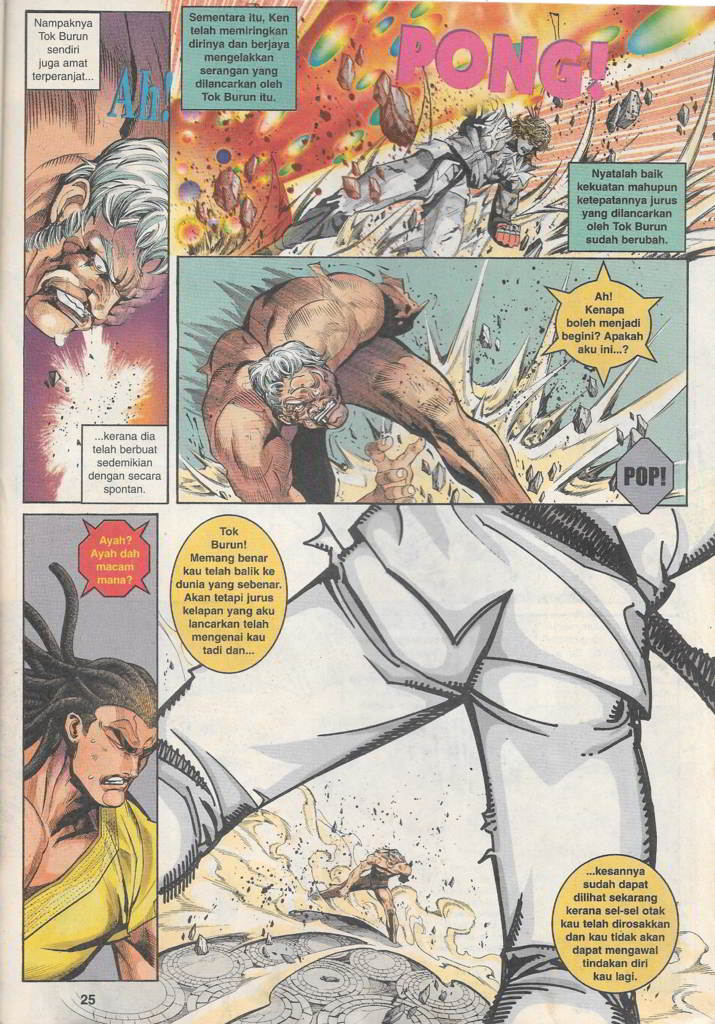 Nampaknya
Tok Burun
sendiri
juga amat
terperanjat...
Ah!
...kerana dia
telah berbuat
sedemikian
dengan secara
spontan.
Sementara itu, Ken
telah memiringkan
dirinya dan berjaya
mengelakkan
serangan yang
dilancarkan oleh
Tok Burun itu.
PONG!
Nyatalah baik
kekuatan mahupun
ketepatannya jurus
yang dilancarkan
oleh Tok Burun
sudah berubah.
Ah!
Kenapa
boleh menjadi
begini? Apakah
aku ini...?
POP!
Ayah?
Ayah dah
macam
mana?
Tok
Burun!
Memang benar
kau telah balik ke
dunia yang sebenar.
Akan tetapi jurus
kelapan yang aku
lancarkan telah
mengenai kau
tadi dan...
...kesannya
sudah dapat
dilihat sekarang
kerana sel-sel otak
kau telah dirosakkan
dan kau tidak akan
dapat mengawal
tindakan diri
kau lagi.
25